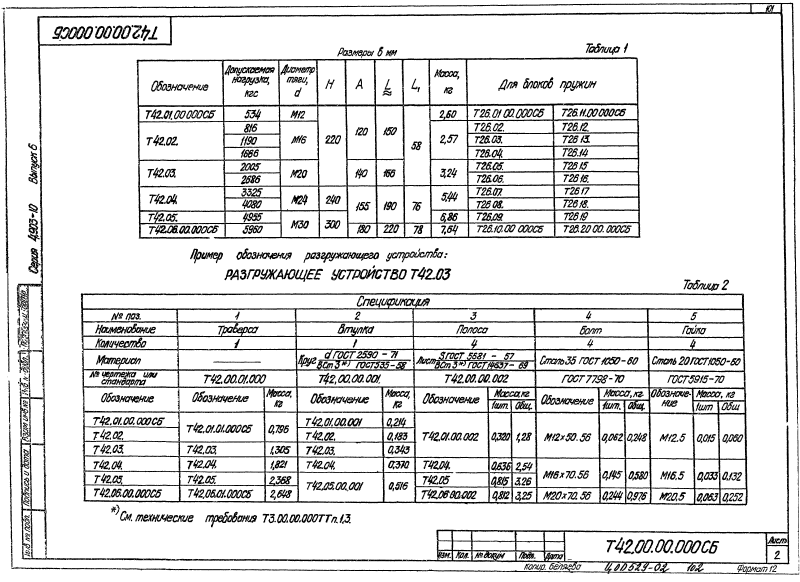 101
Т42.00.00.000СБ
Размеры в мм
Таблица 1
Обозначение Допускаемая нагрузка, кгс Диаметр тяги, d H A L≈ L1 Масса, кг Для блоков пружин
Т42.01.00.000СБ 534 М12 220 120 150 58 2,60 Т26.01.00.000СБ Т26.11.00.000СБ
Т42.02. 816 М16 2,57 Т26.02. Т26.12.
1190 Т26.03. Т26.13.
1666 Т26.04. Т26.14
Т42.03. 2005 М20 140 166 3,24 Т26.05. Т26.15
2686 Т26.06. Т26.16.
Т42.04. 3325 М24 240 155 190 76 5,44 Т26.07. Т26.17
4080 Т26.08. Т26.18.
Т42.05. 4955 М30 300 6,86 Т26.09. Т26.19
Т42.06.00.000СБ 5960 180 220 78 7,64 Т26.10.00.000СБ Т26.20.00.000СБ
Пример обозначения разгружающего устройства:
РАЗГРУЖАЮЩЕЕ УСТРОЙСТВО Т42.03
Таблица 2
Спецификация
№ поз. 1 2 3 4 5
Наименование Траверса Втулка Полоса Болт Гайка
Количество 1 1 4 4 4
Материал Круг d ГОСТ 2590-71 / ВСт3*) ГОСТ 535-58 Лист 5 ГОСТ 5681-57 / ВСт3*) ГОСТ 14637-69 Сталь 35 ГОСТ 1050-60 Сталь 20 ГОСТ 1050-60
№ чертежа или стандарта Т42.00.01.000 Т42.00.00.001. Т42.00.00.002 ГОСТ 7798-70 ГОСТ 5915-70
Обозначение Обозначение Масса, кг Обозначение Масса, кг Обозначение Масса, кг 1шт. Общ. Обозначение Масса, кг 1шт. Общ. Обозначение Масса, кг 1шт Общ
Т42.01.00.000СБ Т42.01.01.000СБ 0,796 Т42.01.00.001 0,214 Т42.01.00.002 0,320 1,28 М12×50.56 0,062 0,248 М12.5 0,015 0,060
Т42.02. Т42.02. 0,183
Т42.03. Т42.03. 1,305 Т42.03. 0,343
Т42.04. Т42.04. 1,821 Т42.04. 0,370 Т42.04. 0,636 2,54 М16×70.56 0,145 0,580 М16.5 0,033 0,132
Т42.05. Т42.05. 2,368 Т42.05.00.001 0,516 Т42.05 0,815 3,26
Т42.06.00.000СБ Т42.06.01.000СБ 2,648 Т42.06.00.002 0,812 3,25 М20×70.56 0,244 0,976 М20.5 0,063 0,252
*) См. технические требования Т3.00.00.000ТТ п.1,3.
Серия 4.903-10 Выпуск 6
Инв.№ подл. Подпись и дата
Изм. Кол. № докум Подп. Дата
Т42.00.00.000СБ
Лист
2
Копир. Беляева
Ц00529-02 102
Формат 12